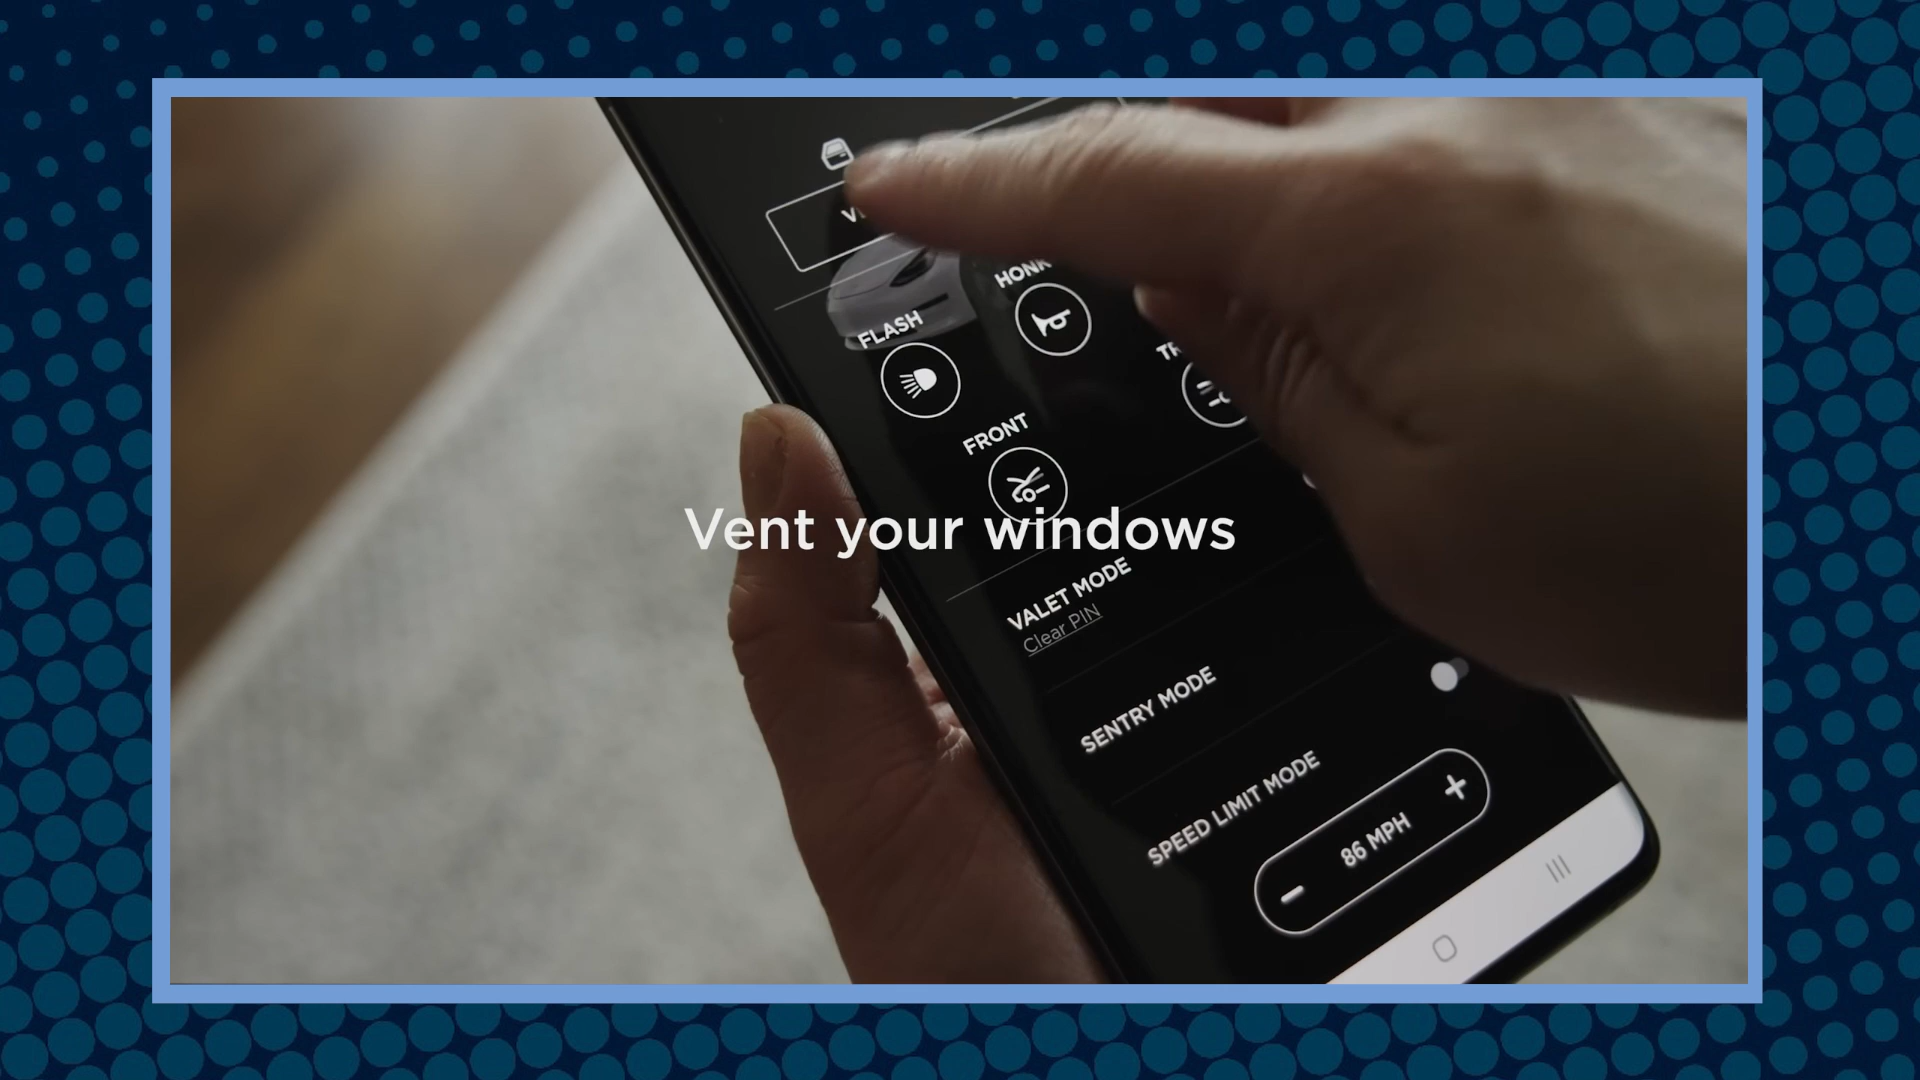 HONK
FLASH
FRONT
Vent your windows
VALET MODE
Clear PIN
SENTRY MODE
SPEED LIMIT MODE
86 MPH